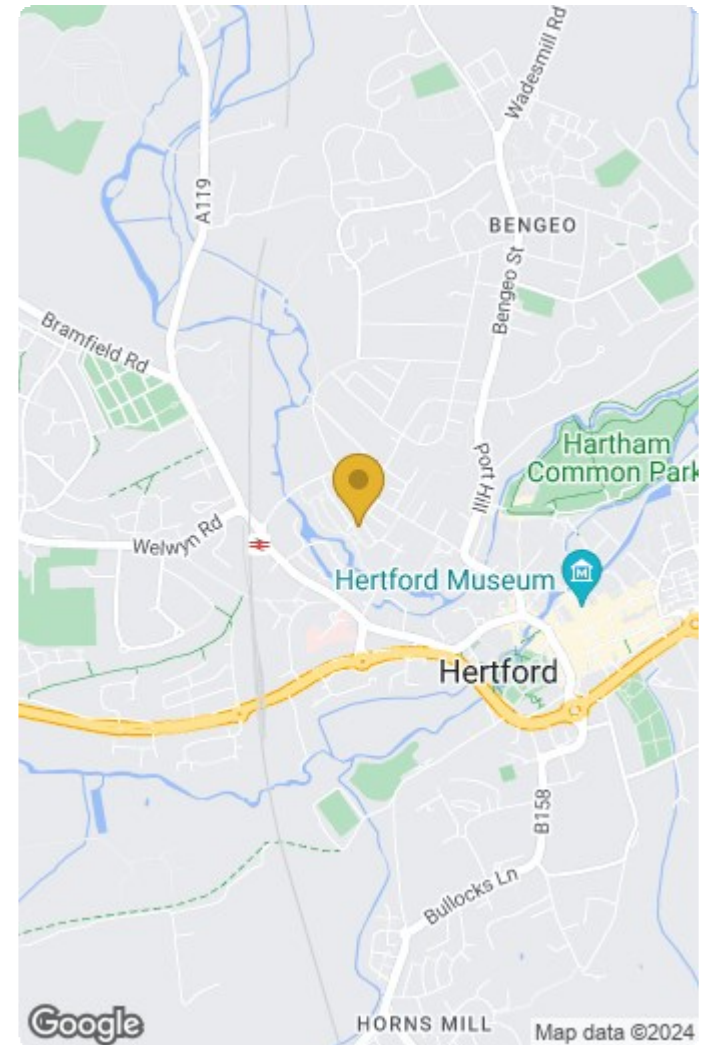 Wadesmill Rd
A119
BENGEO
Bengeo St
Bramfield Rd
Hartham
Common Park
Port Hill
Welwyn Rd
Hertford Museum
M
Hertford
B158
Bullocks Ln
HORNS MILL
Google
Map data ©2024